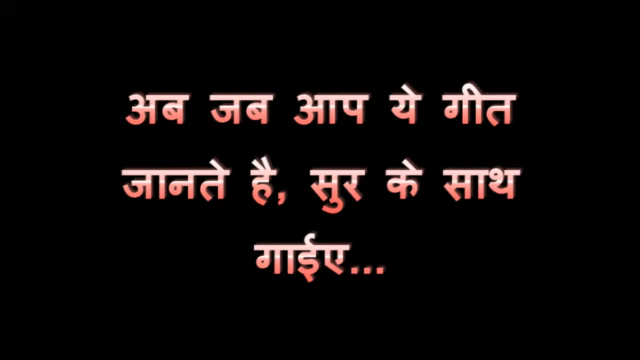 अब जब आप ये गीत
जानते है, सुर के साथ
गाईए...